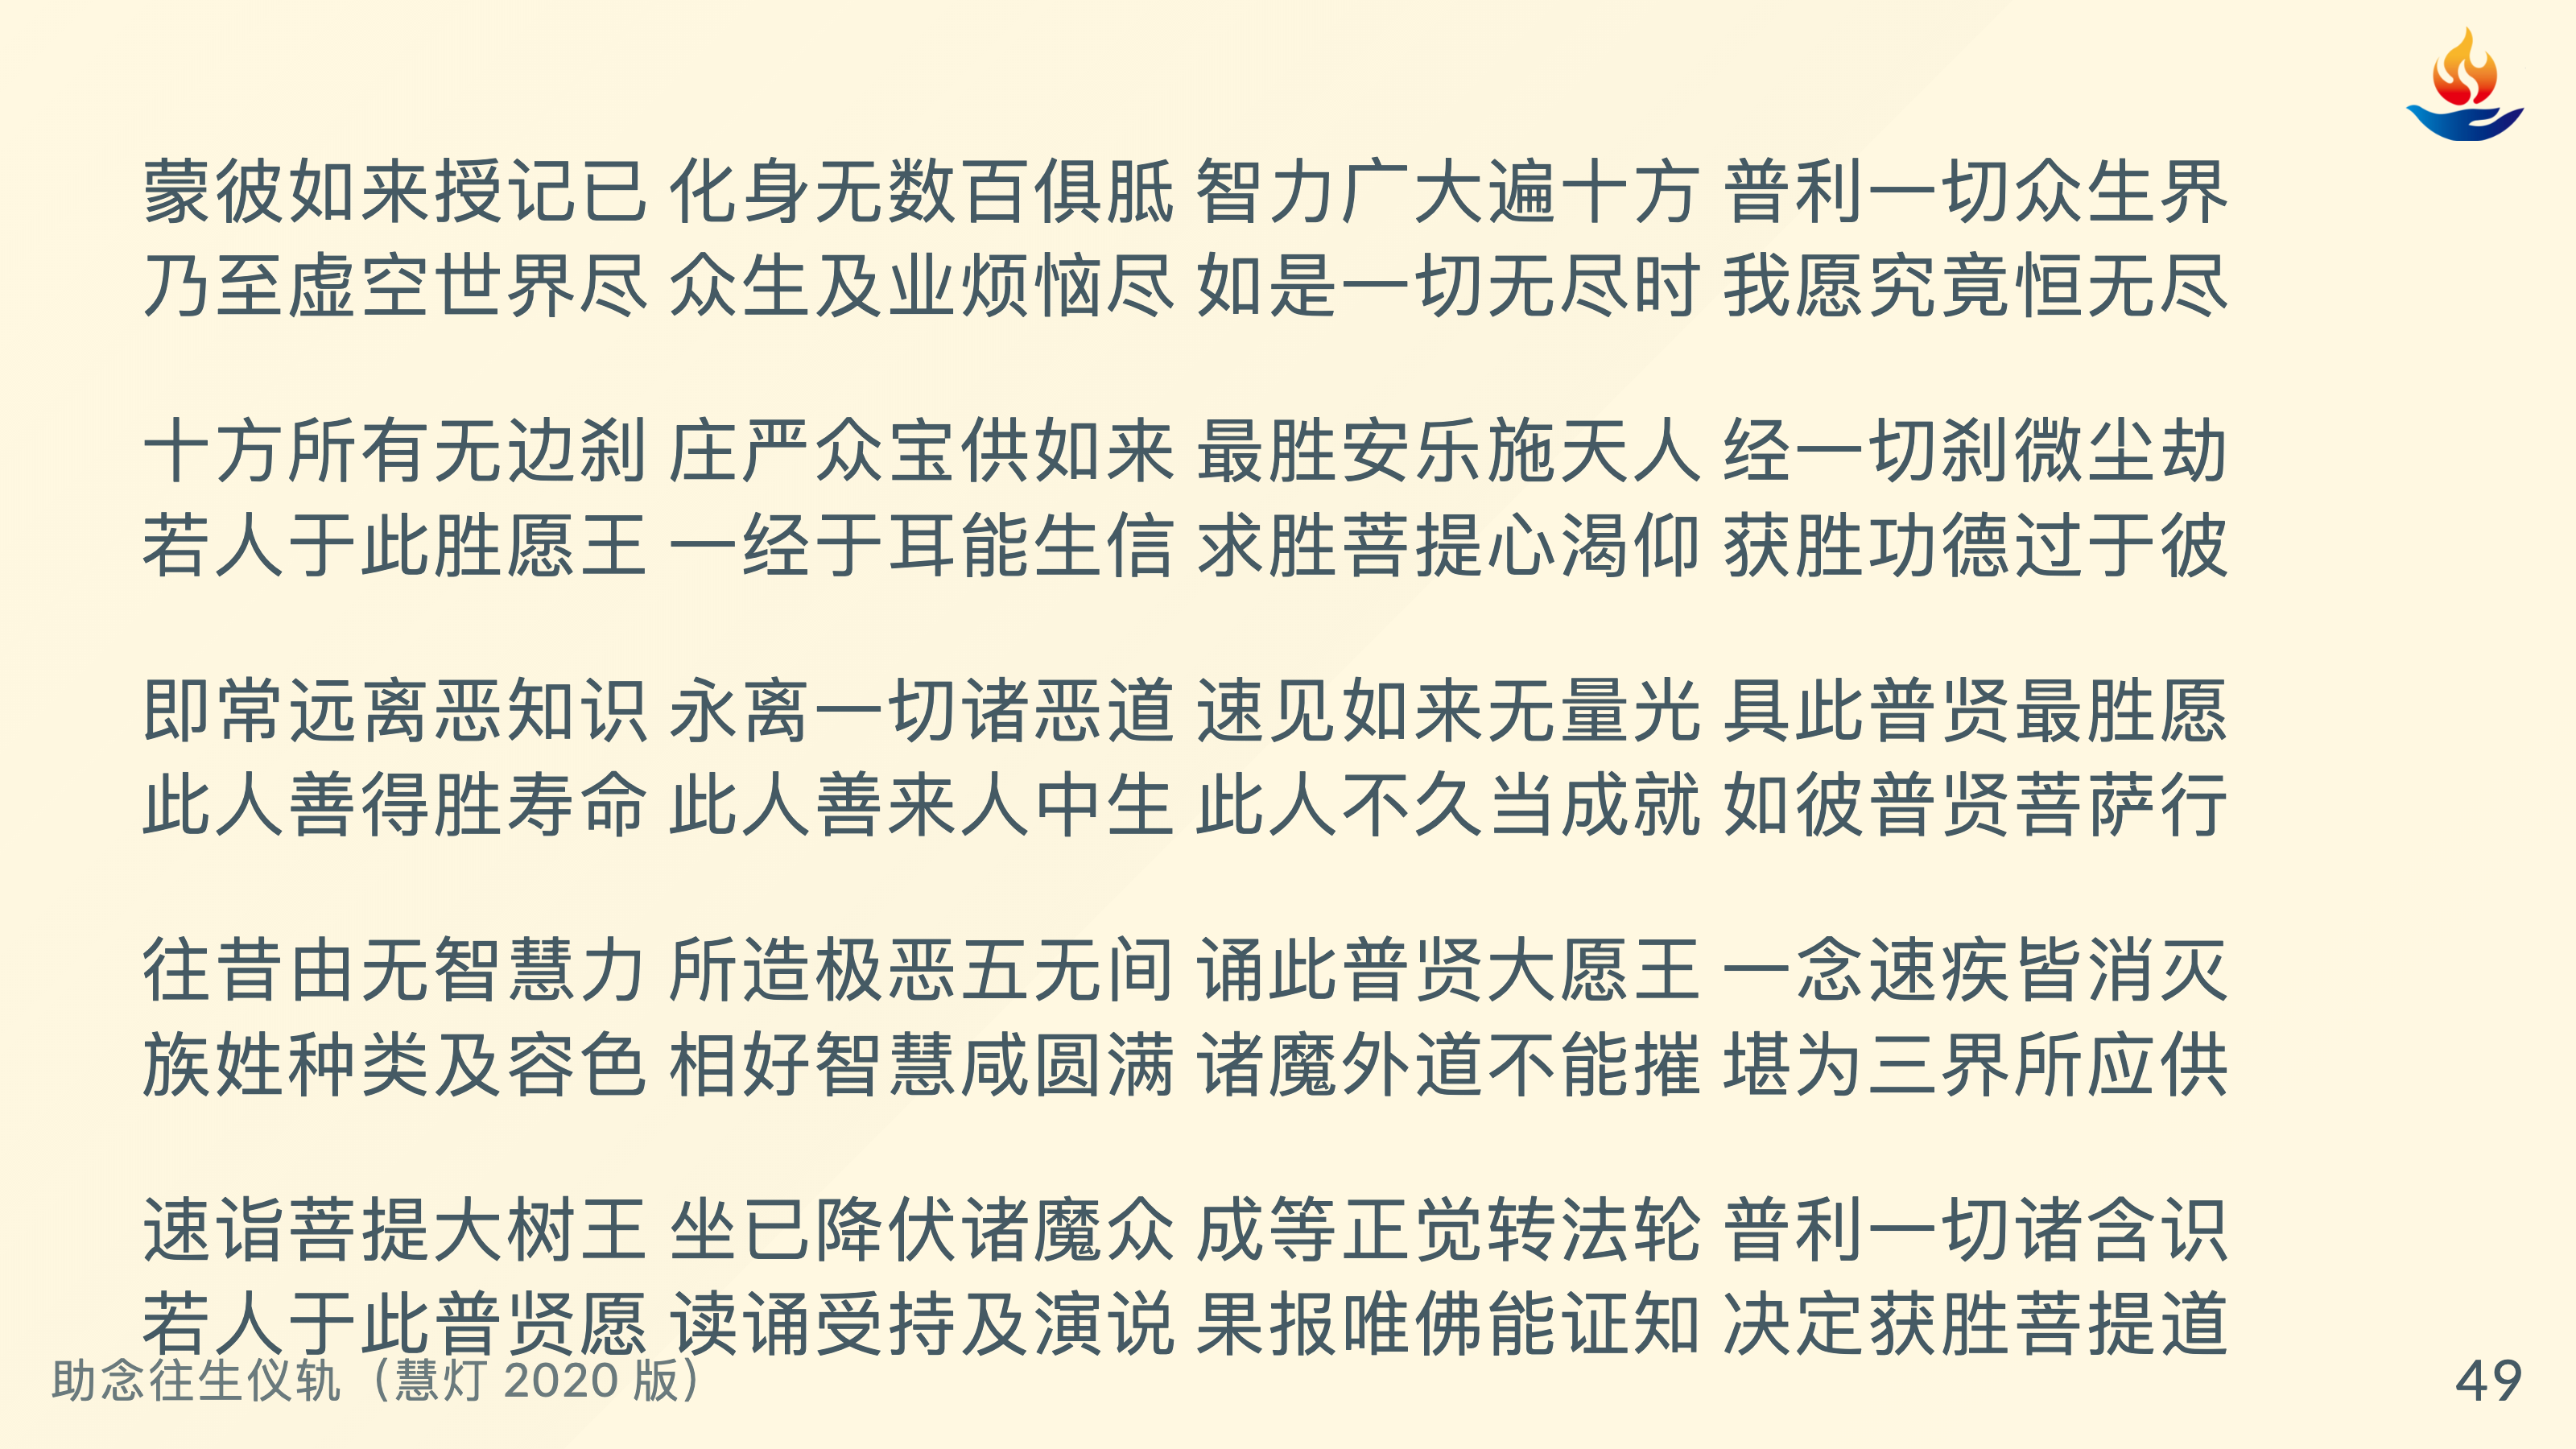 蒙彼如来授记已 化身无数百俱胝 智力广大遍十方 普利一切众生界
乃至虚空世界尽 众生及业烦恼尽 如是一切无尽时 我愿究竟恒无尽
十方所有无边刹 庄严众宝供如来 最胜安乐施天人 经一切刹微尘劫
若人于此胜愿王 一经于耳能生信 求胜菩提心渴仰 获胜功德过于彼
即常远离恶知识 永离一切诸恶道 速见如来无量光 具此普贤最胜愿
此人善得胜寿命 此人善来人中生 此人不久当成就 如彼普贤菩萨行
往昔由无智慧力 所造极恶五无间 诵此普贤大愿王 一念速疾皆消灭
族姓种类及容色 相好智慧咸圆满 诸魔外道不能摧 堪为三界所应供
速诣菩提大树王 坐已降伏诸魔众 成等正觉转法轮 普利一切诸含识
若人于此普贤愿 读诵受持及演说 果报唯佛能证知 决定获胜菩提道
助念往生仪轨（慧灯 2020 版）
49